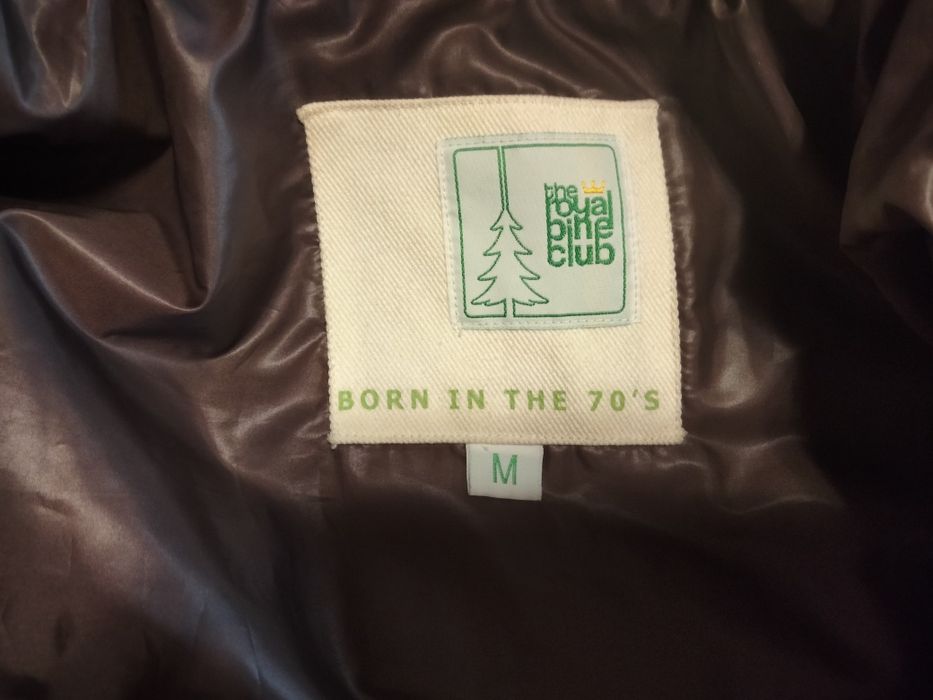 the
royal
pine
club
BORN IN THE 70'S
M